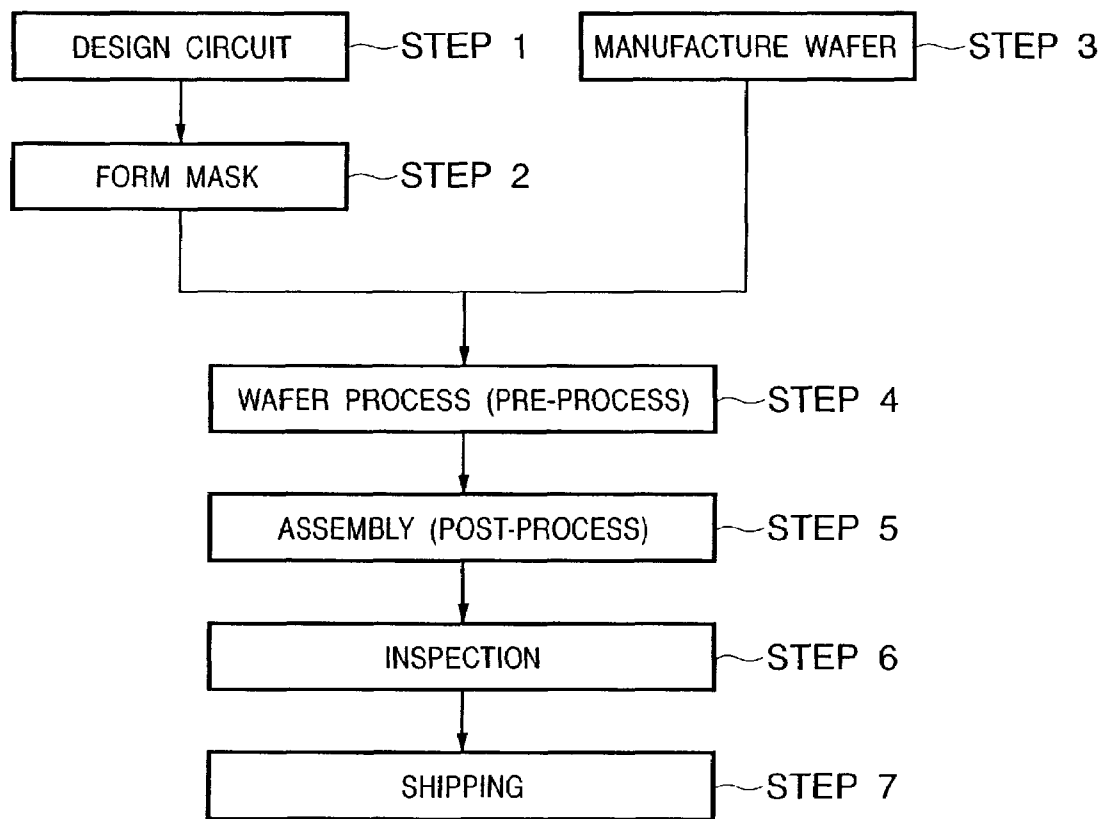 DESIGN CIRCUIT STEP 1
MANUFACTURE WAFER STEP 3
FORM MASK STEP 2
WAFER PROCESS (PRE-PROCESS) STEP 4
ASSEMBLY (POST-PROCESS) STEP 5
INSPECTION STEP 6
SHIPPING STEP 7